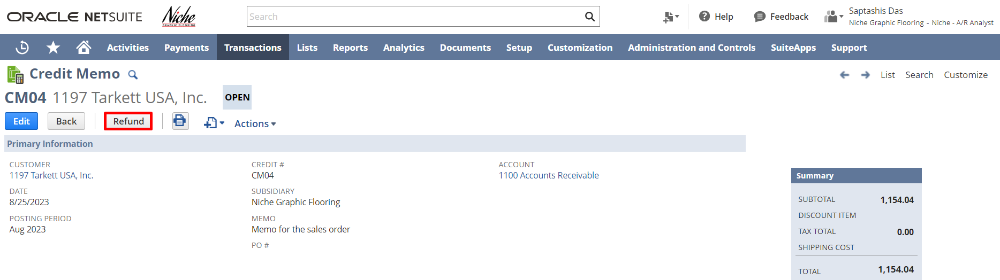 ORACLE NETSUITE
Niche
GRAPHIC FLOORING
Search
Help
Feedback
Saptashis Das
Niche Graphic Flooring - Niche - A/R Analyst
Activities Payments Transactions Lists Reports Analytics Documents Setup Customization Administration and Controls SuiteApps Support
Credit Memo
List Search Customize
CM04 1197 Tarkett USA, Inc. OPEN
Edit Back Refund Actions
Primary Information
CUSTOMER
1197 Tarkett USA, Inc.
DATE
8/25/2023
POSTING PERIOD
Aug 2023
CREDIT #
CM04
SUBSIDIARY
Niche Graphic Flooring
MEMO
Memo for the sales order
PO #
ACCOUNT
1100 Accounts Receivable
Summary
SUBTOTAL 1,154.04
DISCOUNT ITEM
TAX TOTAL 0.00
SHIPPING COST
TOTAL 1,154.04